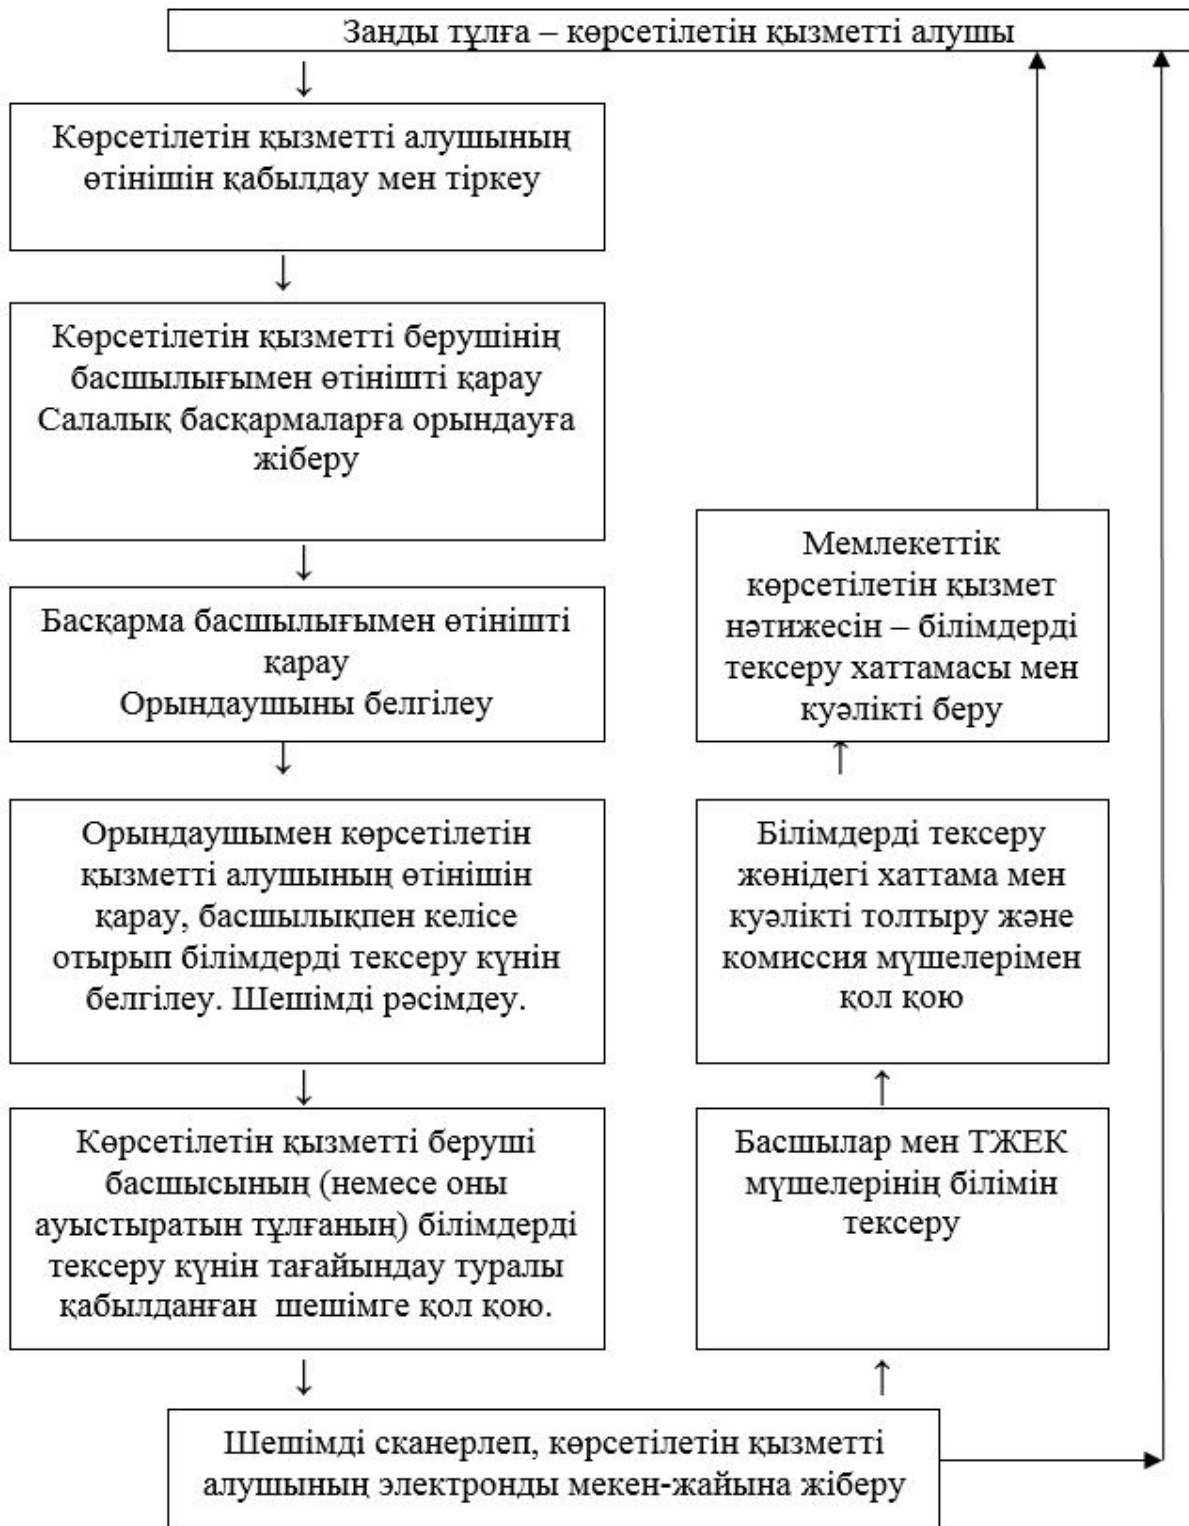 Заңды тұлға – көрсетілетін қызметті алушы
Көрсетілетін қызметті алушының
өтінішін қабылдау мен тіркеу
Көрсетілетін қызметті берушінің
басшылығымен өтінішті қарау
Салалық басқармаларға орындауға
жіберу
Басқарма басшылығымен өтінішті
қарау
Орындаушыны белгілеу
Орындаушымен көрсетілетін
қызметті алушының өтінішін
қарау, басшылықпен келісе
отырып білімдерді тексеру күнін
белгілеу. Шешімді рәсімдеу.
Көрсетілетін қызметті беруші
басшысының (немесе оны
ауыстыратын тұлғаның) білімдерді
тексеру күнін тағайындау туралы
қабылданған шешімге қол қою.
Шешімді сканерлеп, көрсетілетін қызметті
алушының электронды мекен-жайына жіберу
Басшылар мен ТЖЕК
мүшелерінің білімін
тексеру
Білімдерді тексеру
жөнідегі хаттама мен
куәлікті толтыру және
комиссия мүшелерімен
қол қою
Мемлекеттік
көрсетілетін қызмет
нәтижесін – білімдерді
тексеру хаттамасы мен
куәлікті беру